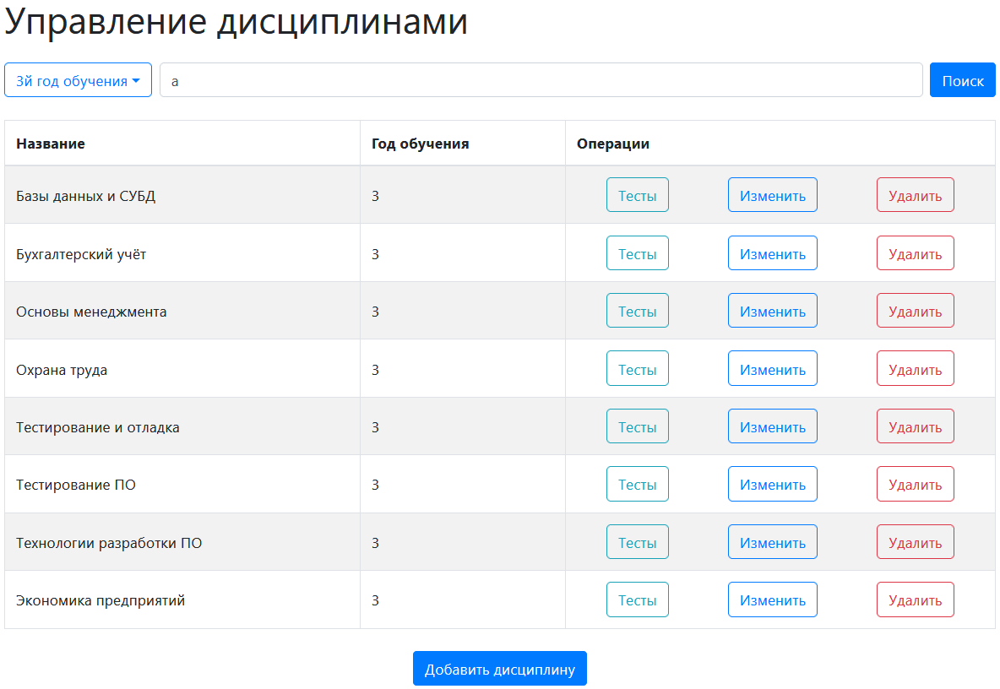 Управление дисциплинами
3й год обучения а Поиск
Название Год обучения Операции
Базы данных и СУБД 3 Тесты Изменить Удалить
Бухгалтерский учёт 3 Тесты Изменить Удалить
Основы менеджмента 3 Тесты Изменить Удалить
Охрана труда 3 Тесты Изменить Удалить
Тестирование и отладка 3 Тесты Изменить Удалить
Тестирование ПО 3 Тесты Изменить Удалить
Технологии разработки ПО 3 Тесты Изменить Удалить
Экономика предприятий 3 Тесты Изменить Удалить
Добавить дисциплину